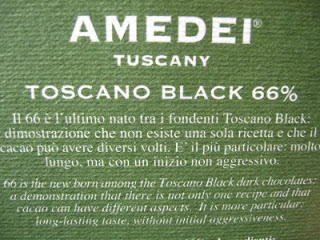 AMEDEI®
TUSCANY
TOSCANO BLACK 66%
Il 66 è l'ultimo nato tra i fondenti Toscano Black:
dimostrazione che non esiste una sola ricetta e che il
cacao può avere diversi volti. E' il più particolare: molto
lungo, ma con un inizio non aggressivo.
66 is the new born among the Toscano Black dark chocolates:
a demonstration that there is not only one recipe and that
cacao can have different aspects. It is more particular:
long-lasting taste, without initial aggressiveness.